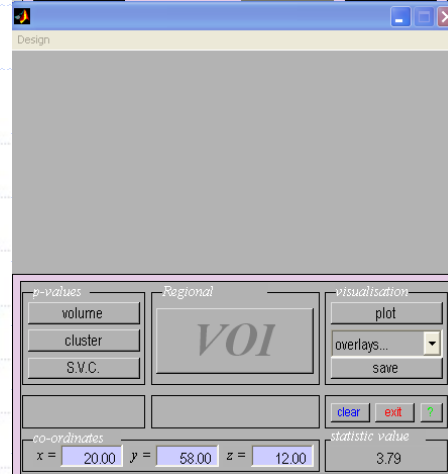 Design
p-values Regional visualisation
volume plot
cluster VOI overlays...
S.V.C. save
clear exit ?
co-ordinates statistic value
x = 20.00 y = 58.00 z = 12.00 3.79